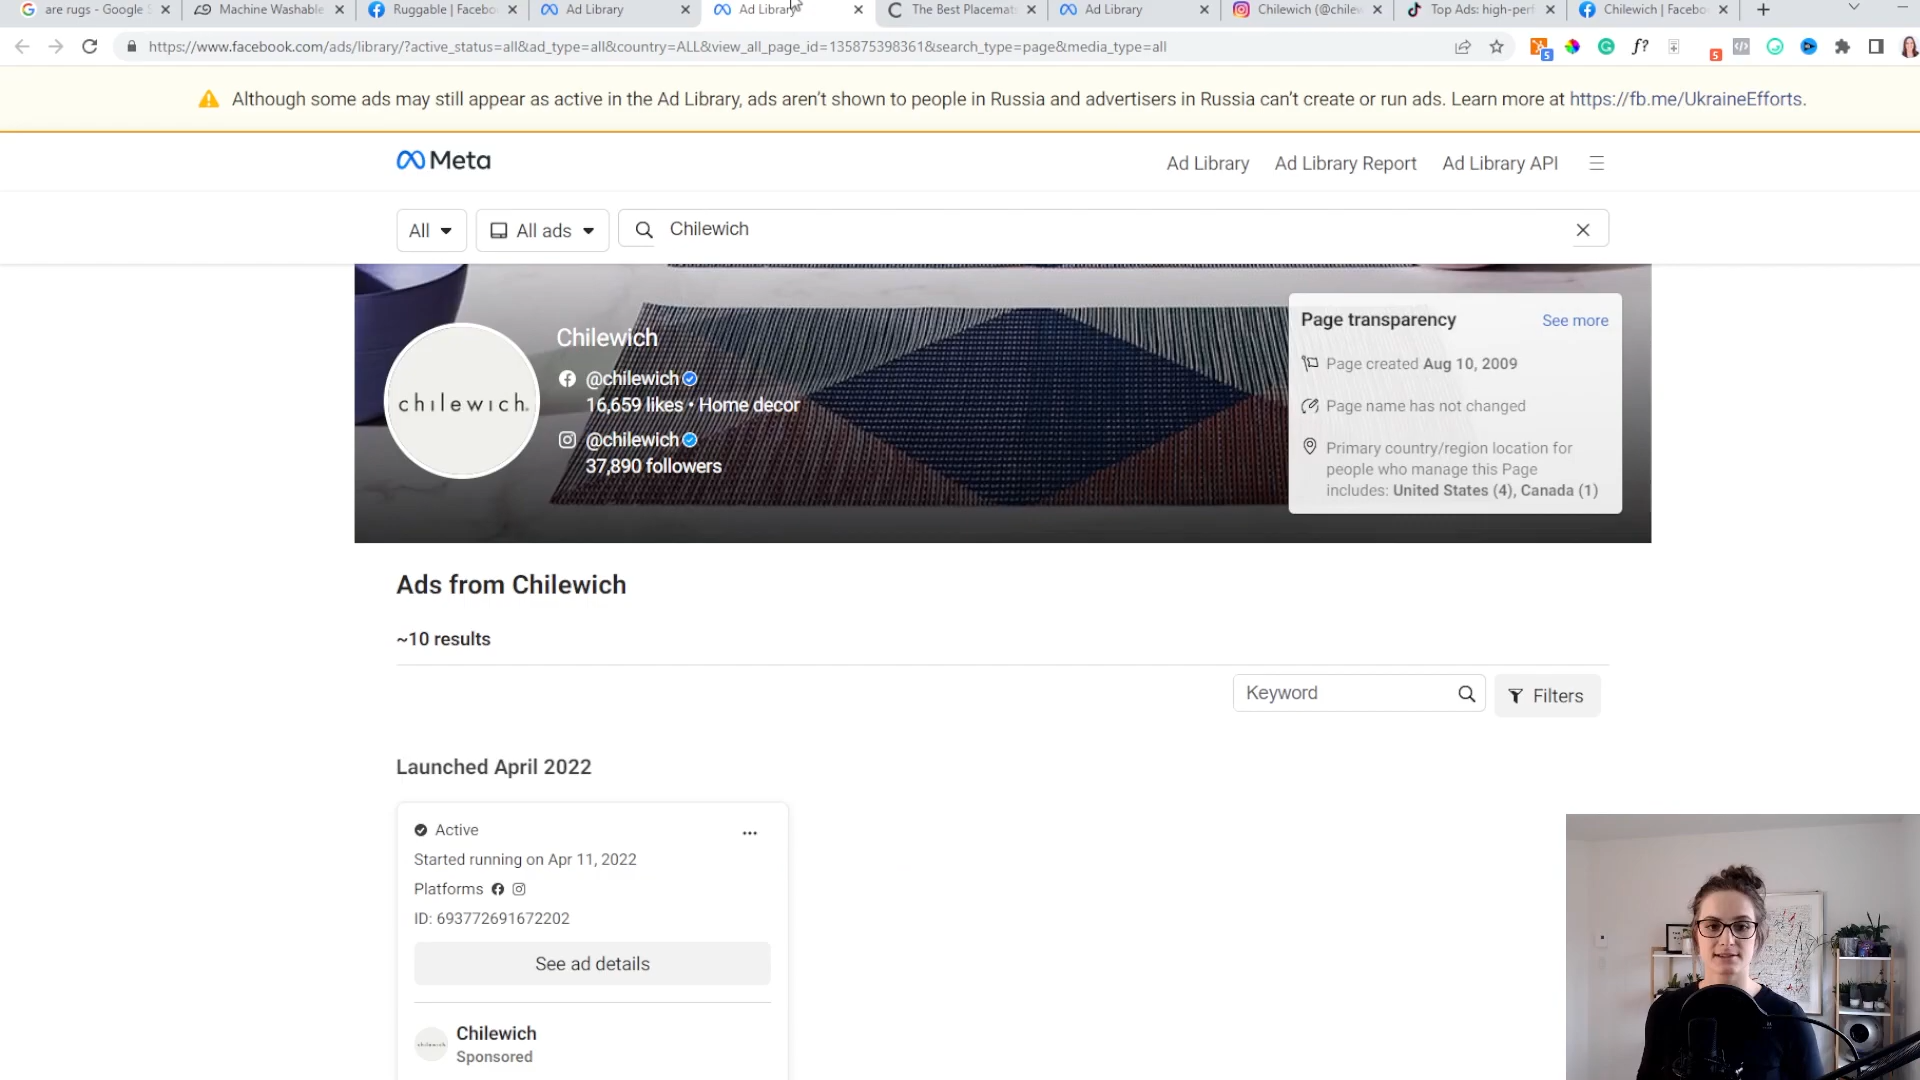 are rugs - Google S
Machine Washable
Ruggable | Facebo
Ad Library
Ad Library
The Best Placemat
Ad Library
Chilewich (@chile
Top Ads: high-perf
Chilewich | Facebo
https://www.facebook.com/ads/library/?active_status=all&ad_type=all&country=ALL&view_all_page_id=135875398361&search_type=page&media_type=all
f?
5
5
Although some ads may still appear as active in the Ad Library, ads aren't shown to people in Russia and advertisers in Russia can't create or run ads. Learn more at https://fb.me/UkraineEfforts.
Meta
Ad Library
Ad Library Report
Ad Library API
All
All ads
Chilewich
chilewich.
Chilewich
@chilewich
16,659 likes • Home decor
@chilewich
37,890 followers
Page transparency
See more
Page created Aug 10, 2009
Page name has not changed
Primary country/region location for
people who manage this Page
includes: United States (4), Canada (1)
Ads from Chilewich
~10 results
Keyword
Filters
Launched April 2022
Active
Started running on Apr 11, 2022
Platforms
ID: 693772691672202
See ad details
chilewich
Chilewich
Sponsored